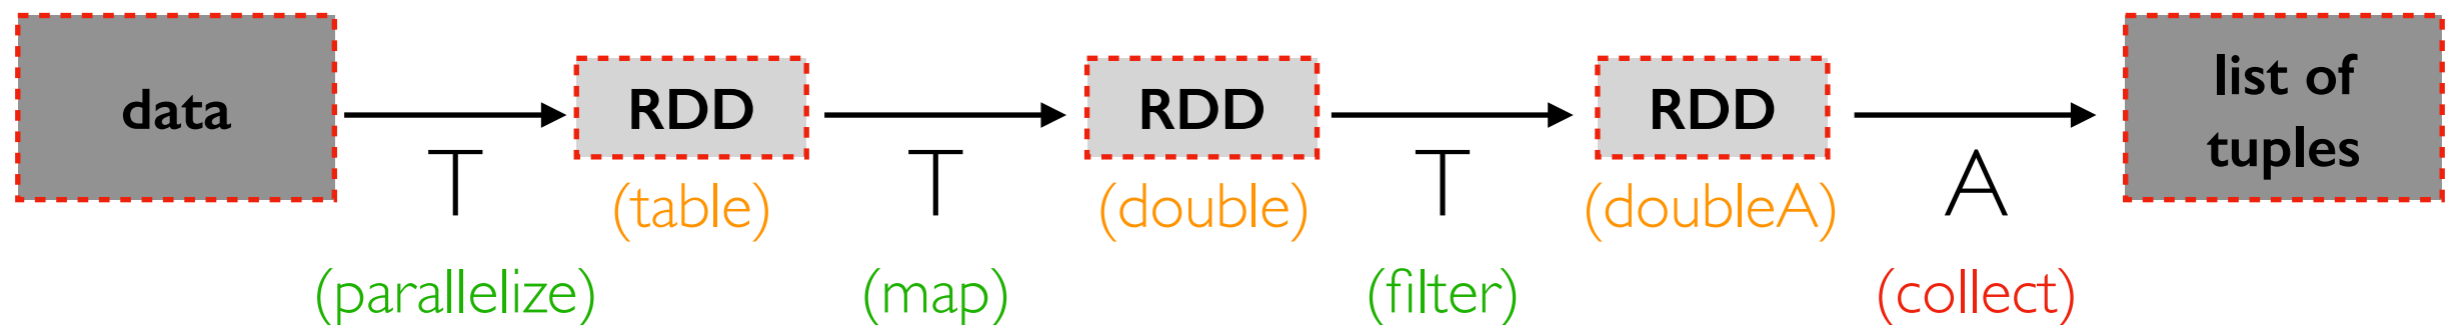 data
T
(parallelize)
RDD
(table)
T
(map)
RDD
(double)
T
(filter)
RDD
(doubleA)
A
(collect)
list of
tuples